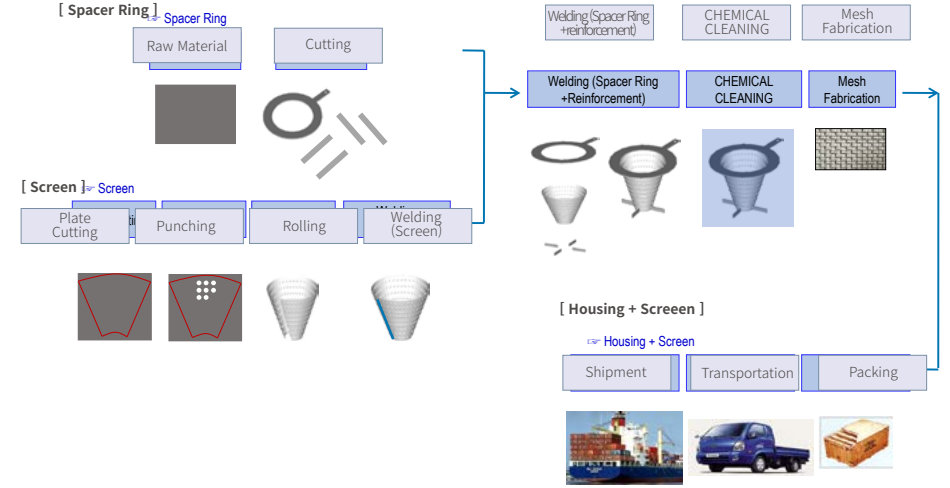 [ Spacer Ring ]
☞ Spacer Ring
Raw Material
Cutting
Welding (Spacer Ring
+reinforcement)
CHEMICAL
CLEANING
Mesh
Fabrication
Welding (Spacer Ring
+Reinforcement)
CHEMICAL
CLEANING
Mesh
Fabrication
[ Screen ]
☞ Screen
Plate
Cutting
Punching
Rolling
Welding
(Screen)
[ Housing + Screeen ]
☞ Housing + Screen
Shipment
Transportation
Packing